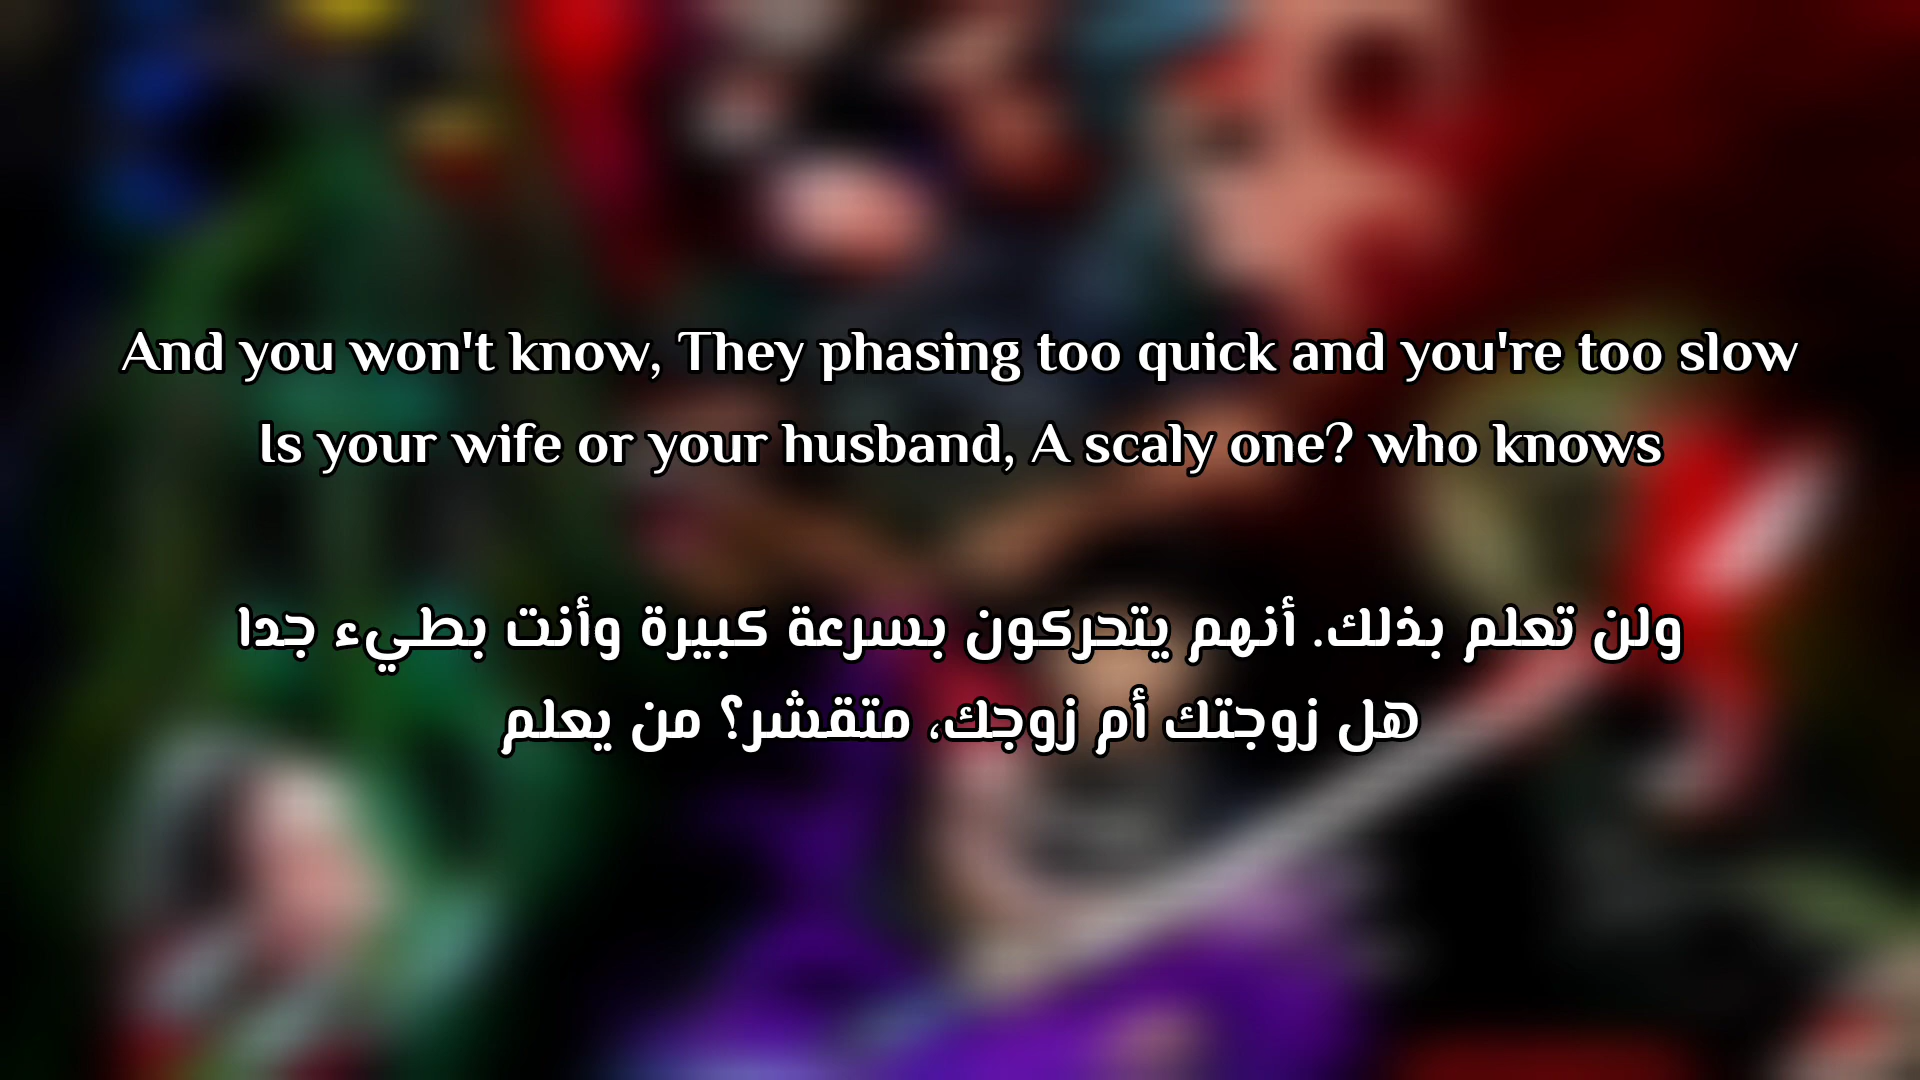 And you won't know, They phasing too quick and you're too slow
Is your wife or your husband, A scaly one? who knows
ولن تعلم بذلك. أنهم يتحركون بسرعة كبيرة وأنت بطيء جدا
هل زوجتك أم زوجك، متقشر؟ من يعلم